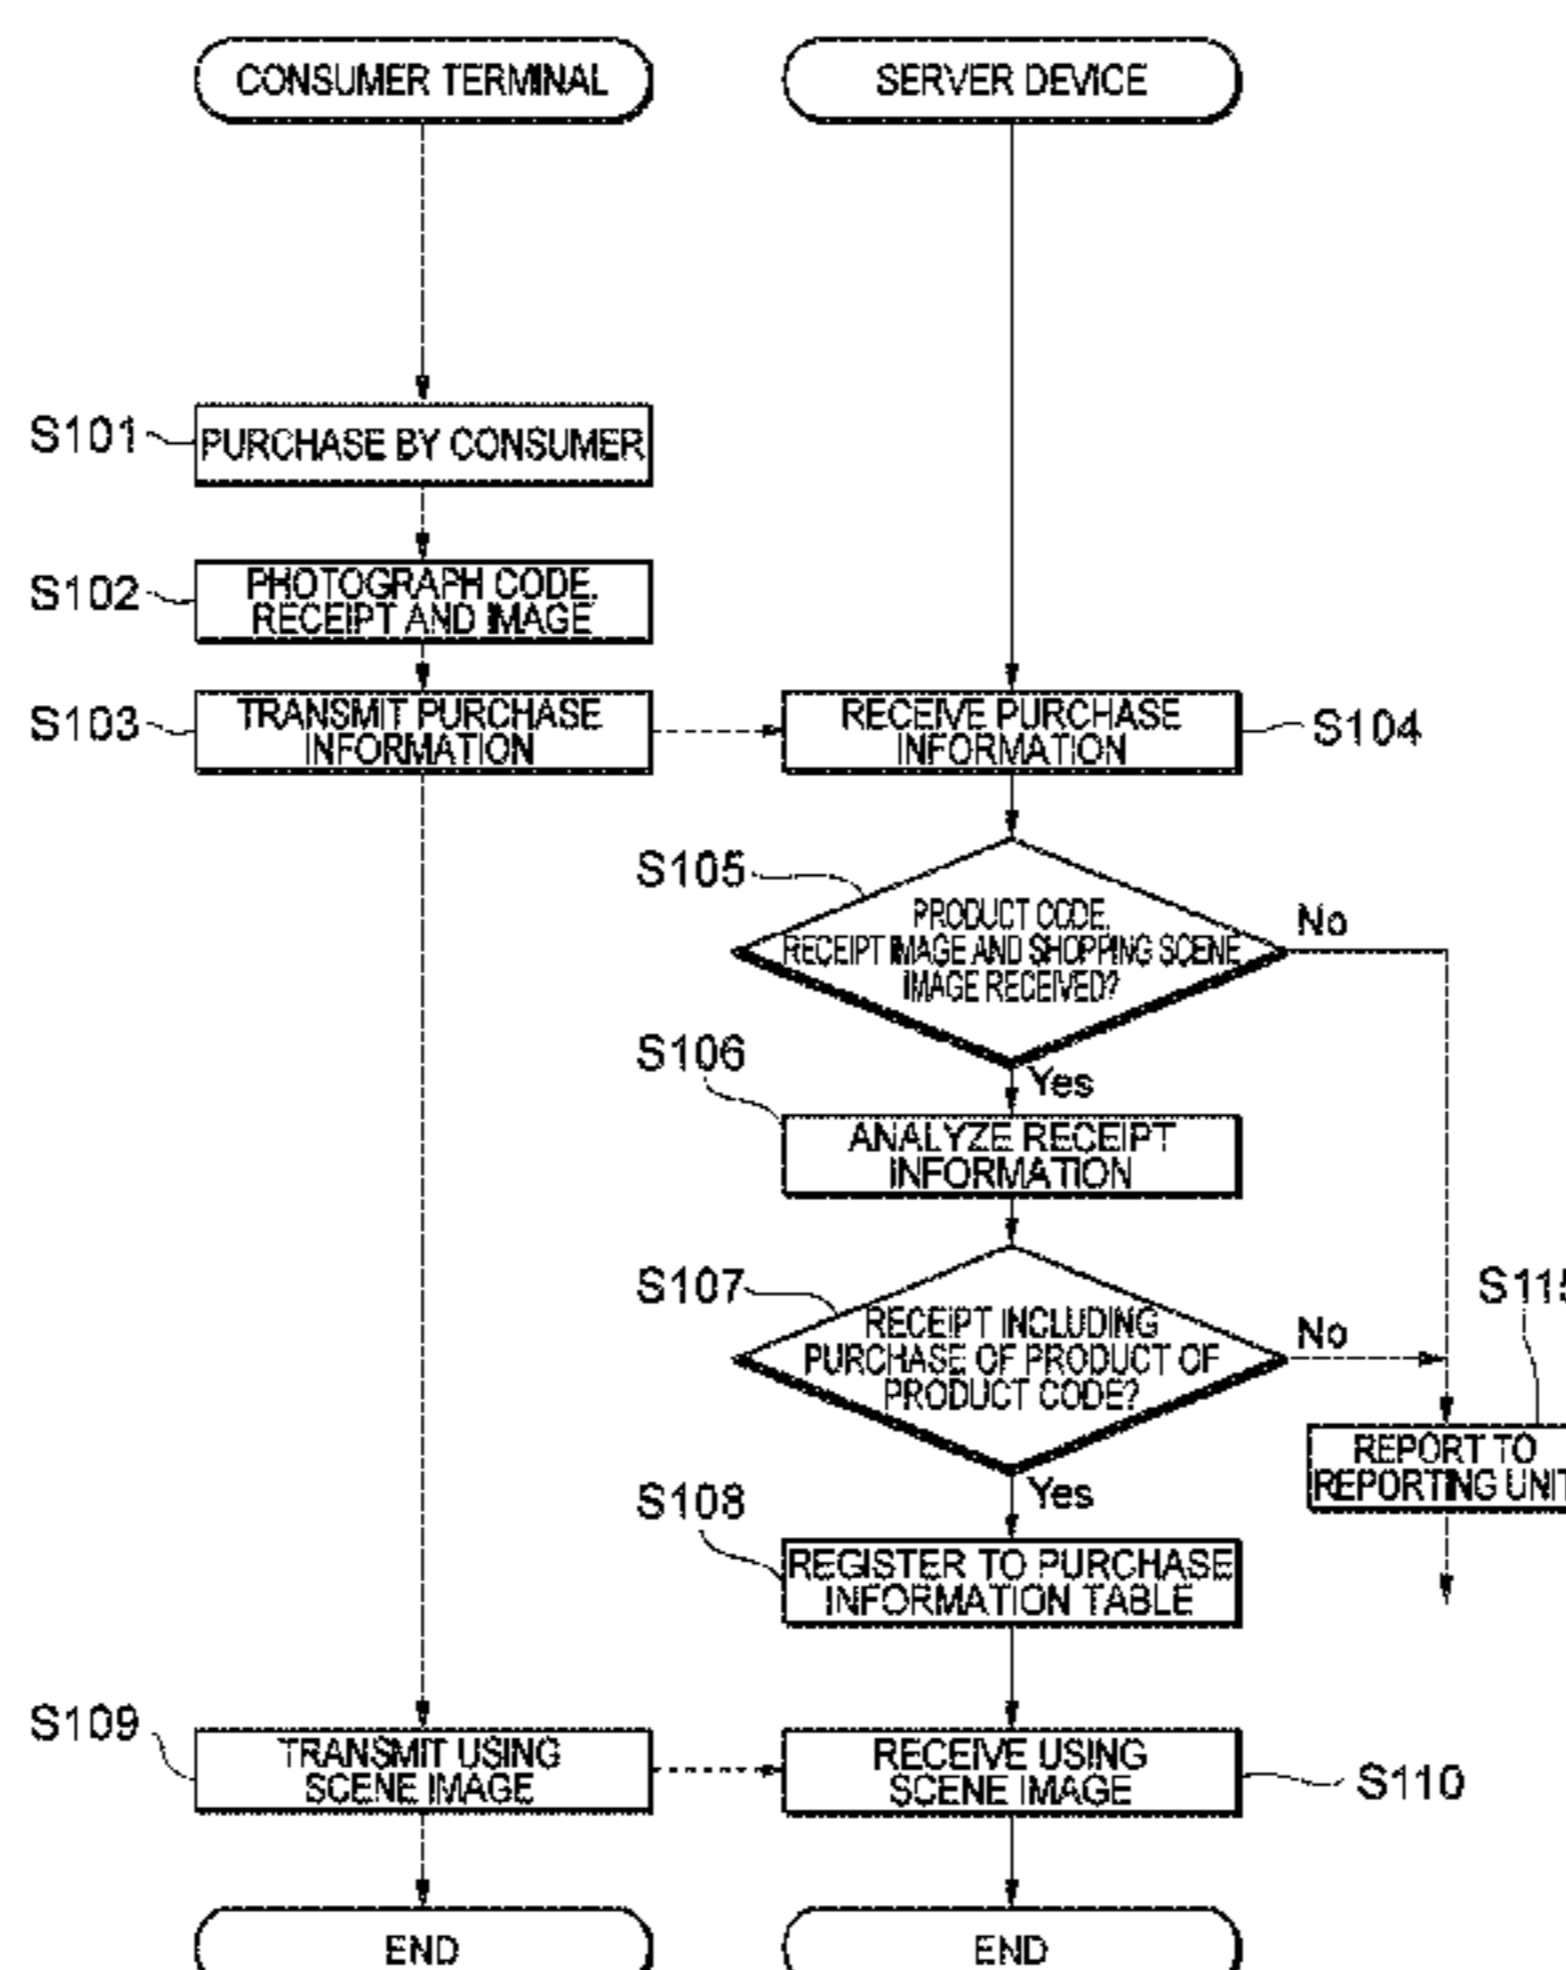 CONSUMER TERMINAL
SERVER DEVICE
S101
PURCHASE BY CONSUMER
S102
PHOTOGRAPH CODE,
RECEIPT AND IMAGE
S103
TRANSMIT PURCHASE
INFORMATION
RECEIVE PURCHASE
INFORMATION
S104
S105
PRODUCT CODE,
RECEIPT IMAGE AND SHOPPING SCENE
IMAGE RECEIVED?
No
S106
Yes
ANALYZE RECEIPT
INFORMATION
S107
RECEIPT INCLUDING
PURCHASE OF PRODUCT OF
PRODUCT CODE?
No
S115
REPORT TO
REPORTING UNIT
Yes
S108
REGISTER TO PURCHASE
INFORMATION TABLE
S109
TRANSMIT USING
SCENE IMAGE
RECEIVE USING
SCENE IMAGE
S110
END
END